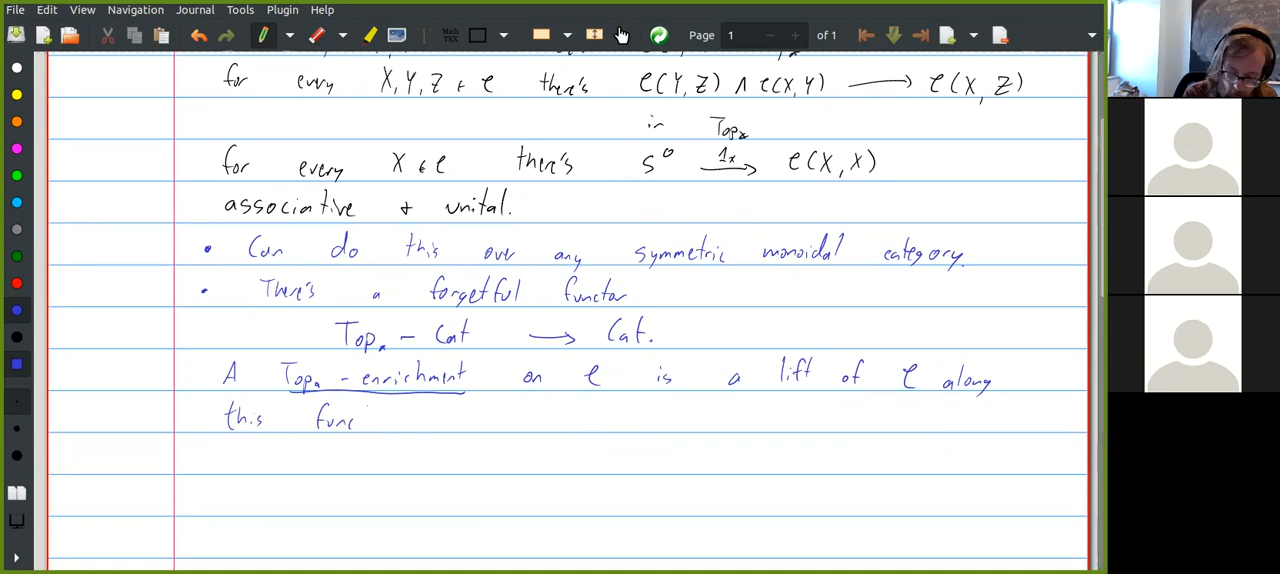 File Edit View Navigation Journal Tools Plugin Help
Math TEX
Page 1 of 1
for every X, Y, Z ∈ C there's C(Y, Z) ∧ C(X, Y) ⟶ C(X, Z)
in Top*
for every X ∈ C there's S⁰ ⟶ C(X, X)
1x
associative + unital.
• Can do this over any symmetric monoidal category.
• There's a forgetful functor
Top* - Cat ⟶ Cat.
A Top* - enrichment on C is a lift of C along
this func